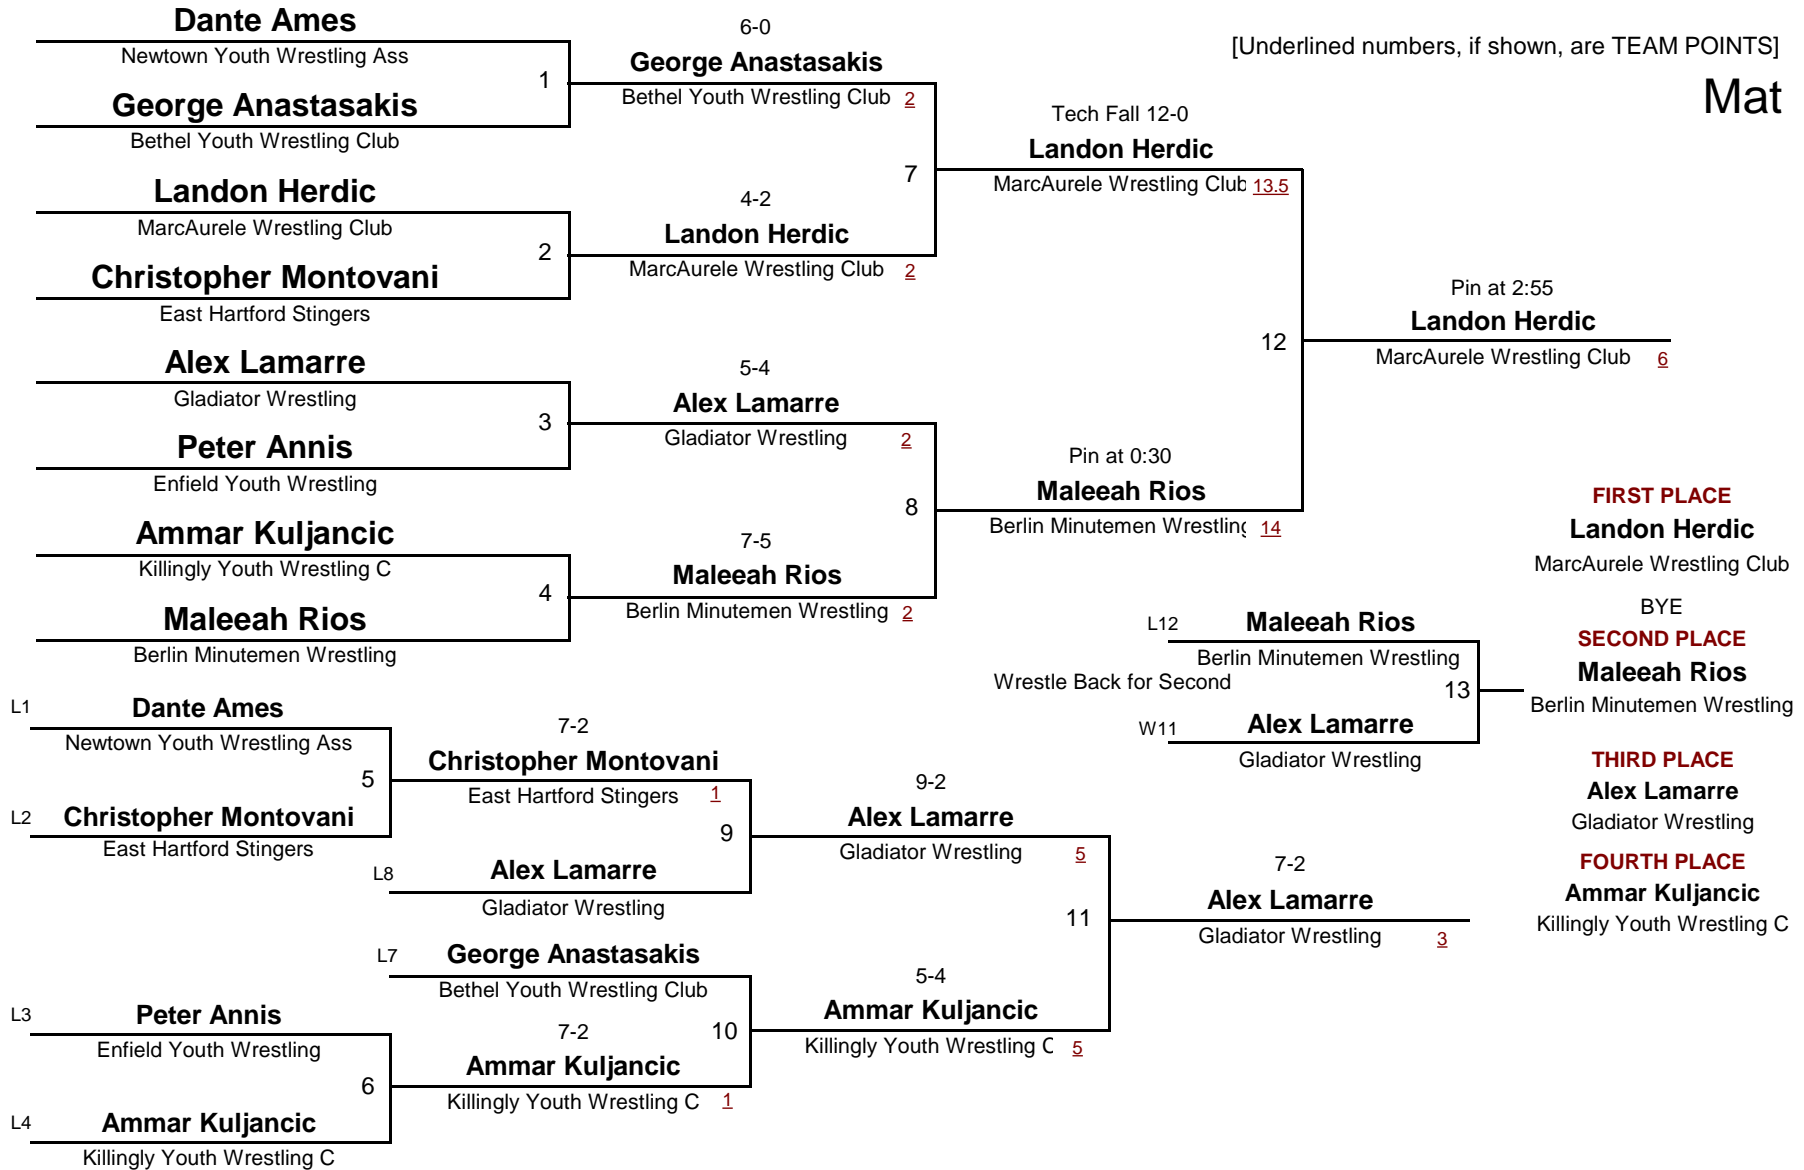 Dante Ames
Newtown Youth Wrestling Ass
1
George Anastasakis
Bethel Youth Wrestling Club
6-0
George Anastasakis
Bethel Youth Wrestling Club 2
[Underlined numbers, if shown, are TEAM POINTS]
Mat
Landon Herdic
MarcAurele Wrestling Club
2
Christopher Montovani
East Hartford Stingers
4-2
Landon Herdic
MarcAurele Wrestling Club 2
7
Tech Fall 12-0
Landon Herdic
MarcAurele Wrestling Club 13.5
Alex Lamarre
Gladiator Wrestling
3
Peter Annis
Enfield Youth Wrestling
5-4
Alex Lamarre
Gladiator Wrestling 2
Ammar Kuljancic
Killingly Youth Wrestling C
4
Maleeah Rios
Berlin Minutemen Wrestling
7-5
Maleeah Rios
Berlin Minutemen Wrestling 2
8
Pin at 0:30
Maleeah Rios
Berlin Minutemen Wrestling 14
12
Pin at 2:55
Landon Herdic
MarcAurele Wrestling Club 6
FIRST PLACE
Landon Herdic
MarcAurele Wrestling Club
L12 Maleeah Rios
Berlin Minutemen Wrestling
Wrestle Back for Second
13
W11 Alex Lamarre
Gladiator Wrestling
BYE
SECOND PLACE
Maleeah Rios
Berlin Minutemen Wrestling
THIRD PLACE
Alex Lamarre
Gladiator Wrestling
FOURTH PLACE
Ammar Kuljancic
Killingly Youth Wrestling C
L1 Dante Ames
Newtown Youth Wrestling Ass
5
L2 Christopher Montovani
East Hartford Stingers
7-2
Christopher Montovani
East Hartford Stingers 1
9
L8 Alex Lamarre
Gladiator Wrestling
9-2
Alex Lamarre
Gladiator Wrestling 5
L7 George Anastasakis
Bethel Youth Wrestling Club
L3 Peter Annis
Enfield Youth Wrestling
6
L4 Ammar Kuljancic
Killingly Youth Wrestling C
7-2
10
Ammar Kuljancic
Killingly Youth Wrestling C 1
5-4
Ammar Kuljancic
Killingly Youth Wrestling C 5
11
7-2
Alex Lamarre
Gladiator Wrestling 3